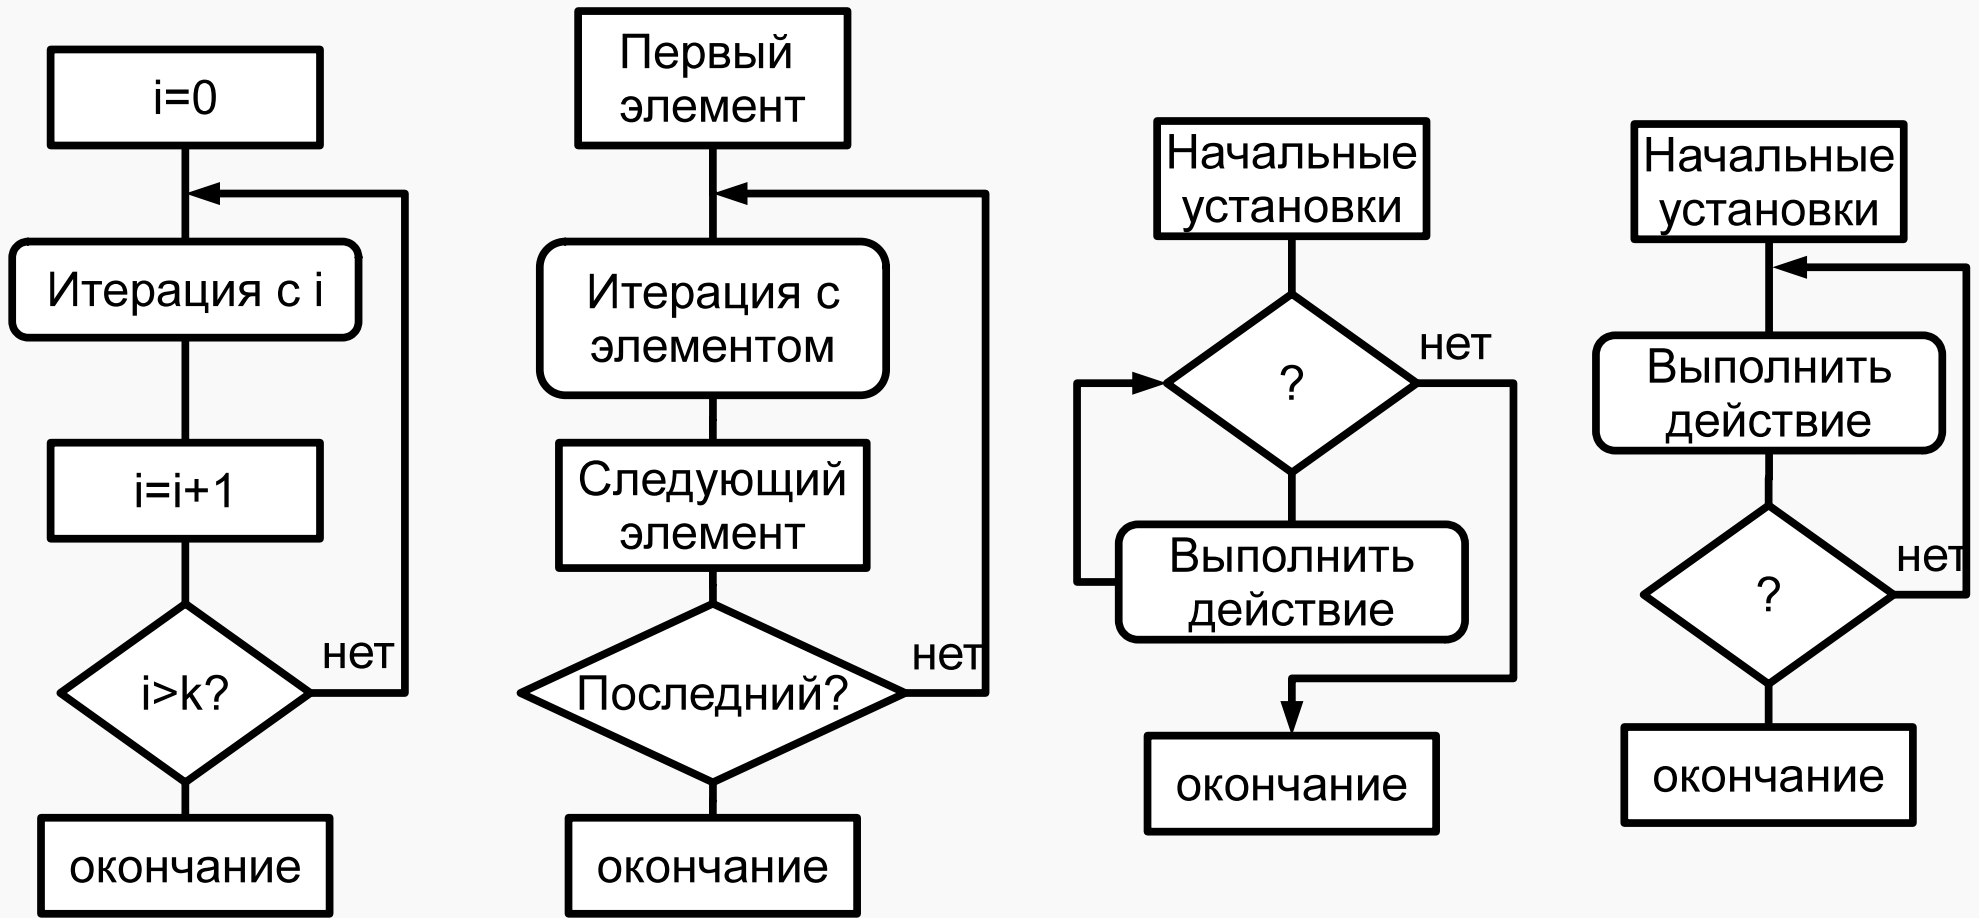 i=0
Итерация с i
i=i+1
i>k?
нет
окончание
Первый
элемент
Итерация с
элементом
Следующий
элемент
Последний?
нет
окончание
Начальные
установки
?
нет
Выполнить
действие
окончание
Начальные
установки
Выполнить
действие
?
нет
окончание